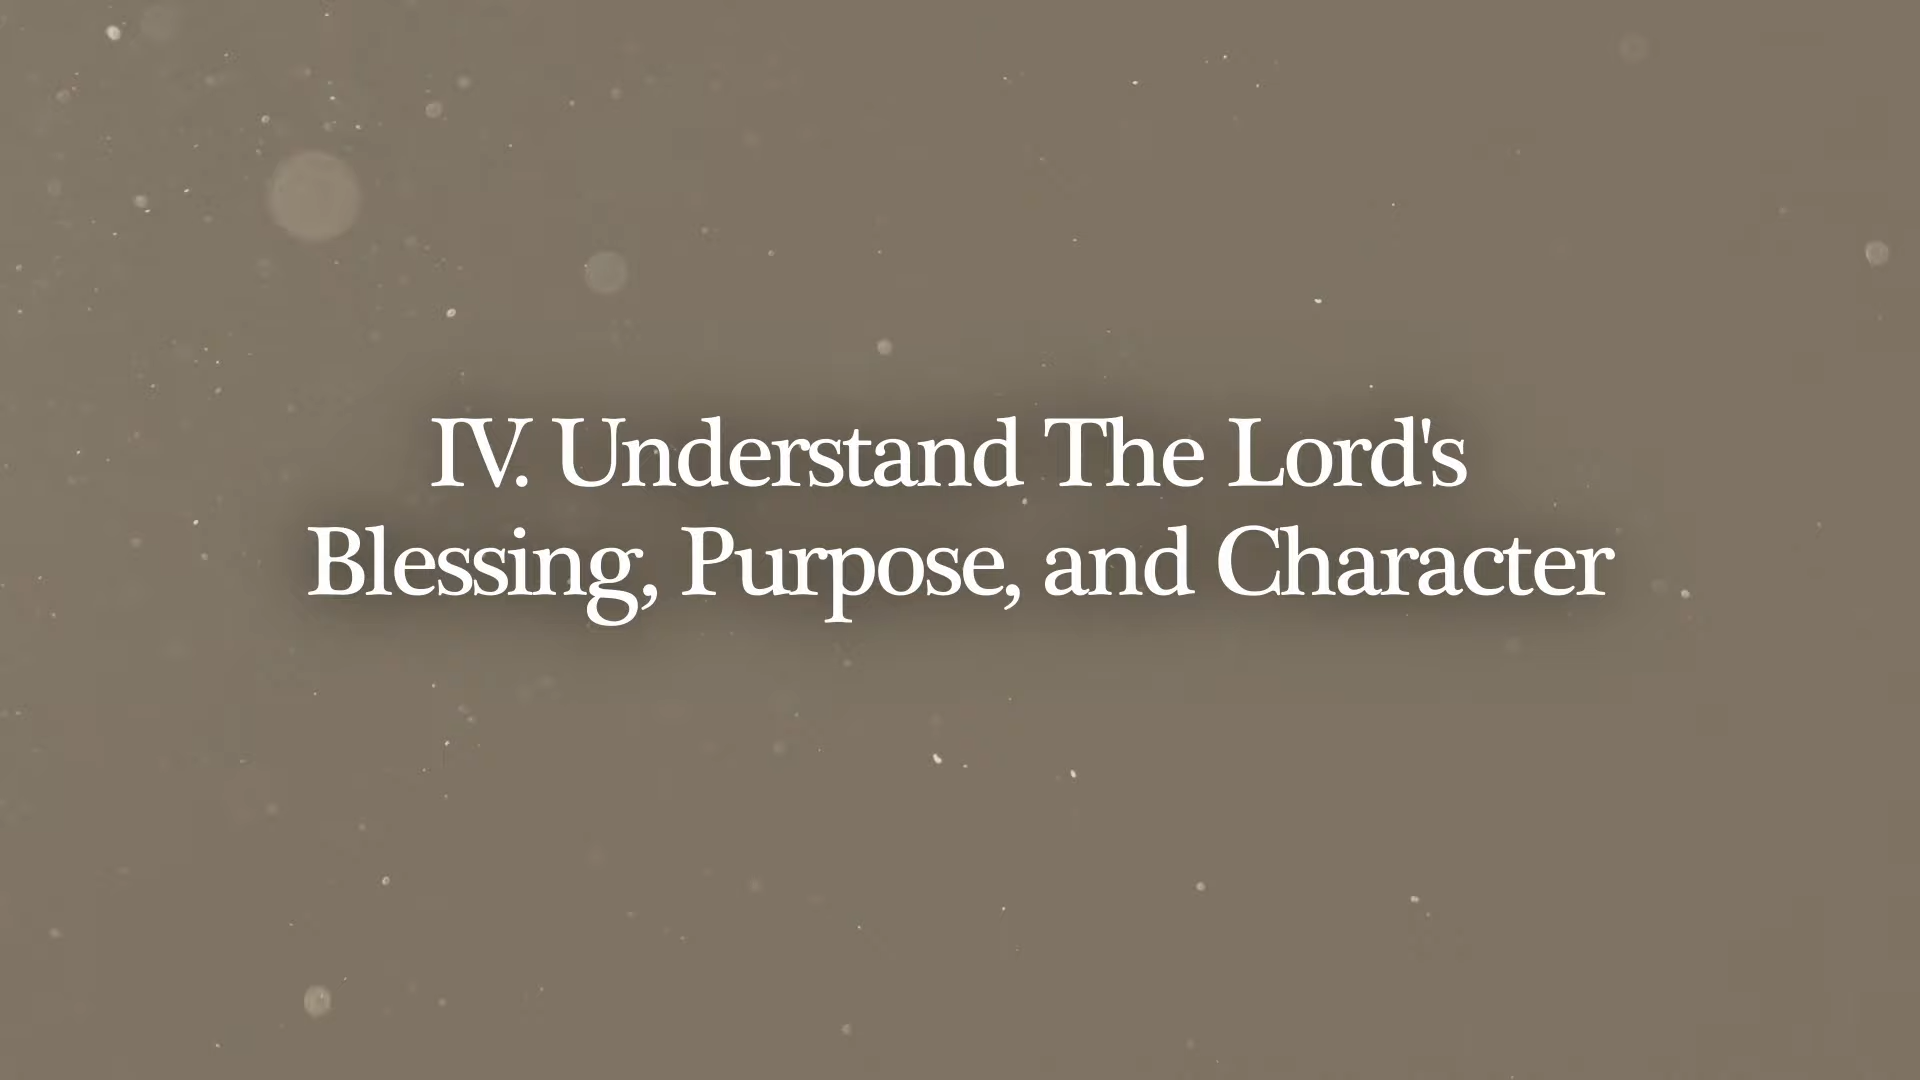 IV. Understand The Lord's
Blessing, Purpose, and Character